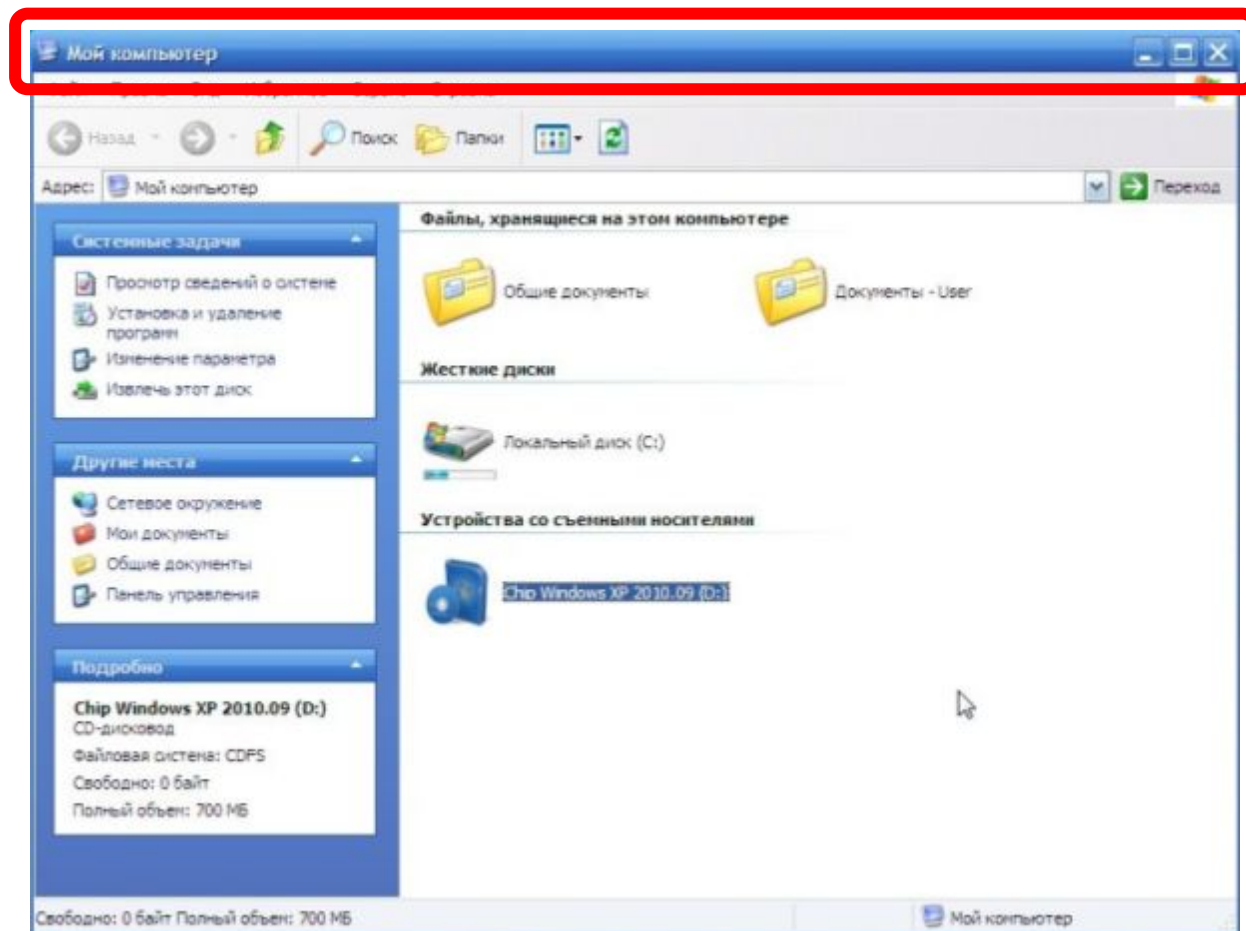 Мой компьютер
Назад
Поиск
Папки
Адрес: Мой компьютер
Переход
Системные задачи
Просмотр сведений о системе
Установка и удаление
программ
Изменение параметра
Извлечь этот диск
Другие места
Сетевое окружение
Мои документы
Общие документы
Панель управления
Подробно
Chip Windows XP 2010.09 (D:)
CD-дисковод
Файловая система: CDFS
Свободно: 0 байт
Полный объем: 700 МБ
Файлы, хранящиеся на этом компьютере
Общие документы
Документы - User
Жесткие диски
Локальный диск (C:)
Устройства со съемными носителями
Chip Windows XP 2010.09 (D:)
Свободно: 0 байт Полный объем: 700 МБ
Мой компьютер